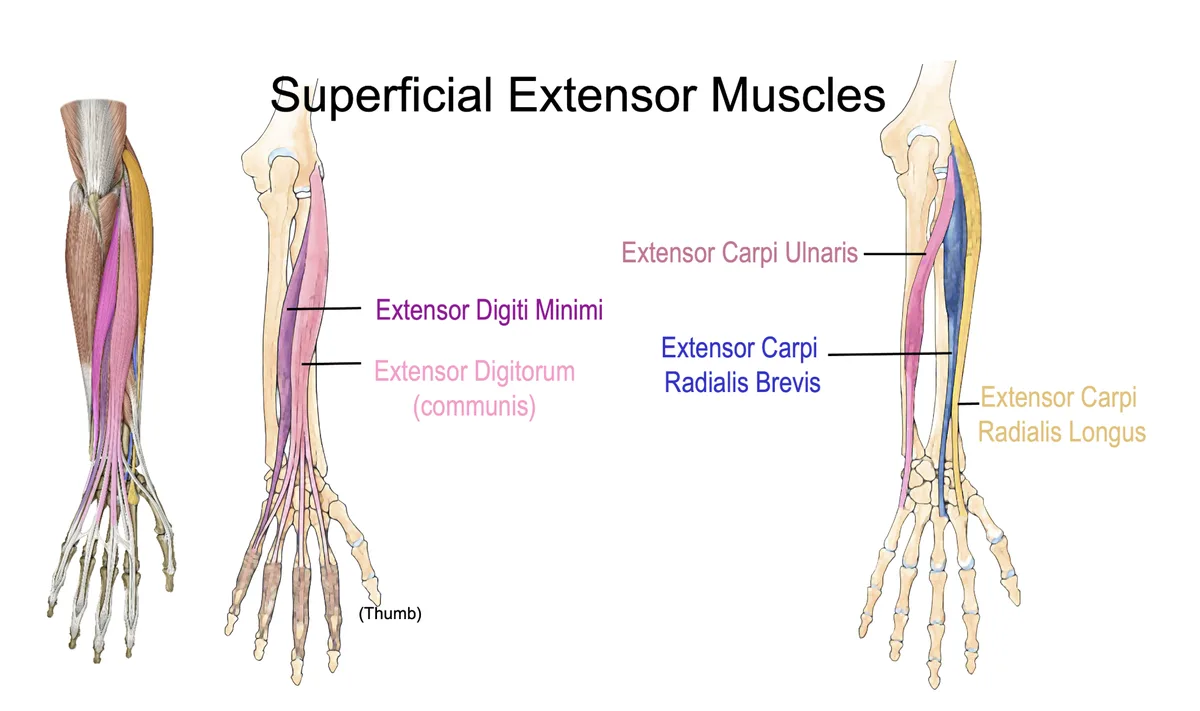 Superficial Extensor Muscles
Extensor Carpi Ulnaris
Extensor Digiti Minimi
Extensor Digitorum
(communis)
Extensor Carpi
Radialis Brevis
Extensor Carpi
Radialis Longus
(Thumb)